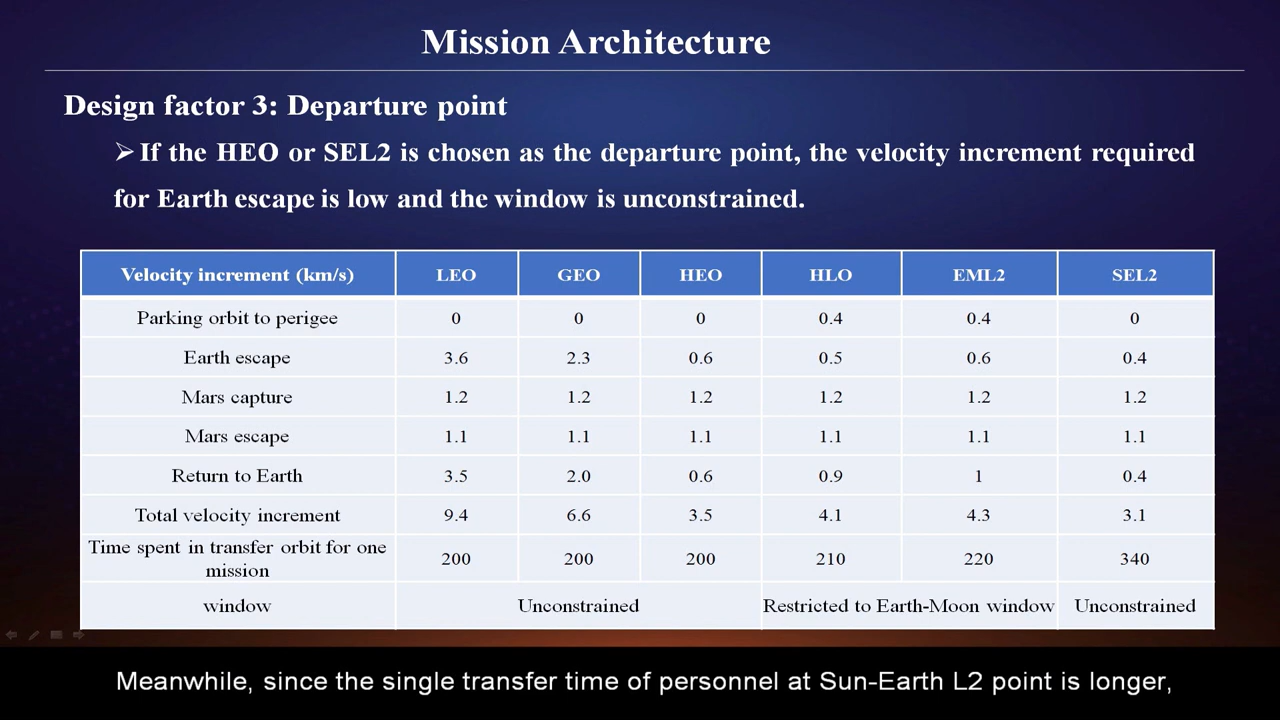 Mission Architecture
Design factor 3: Departure point
➢If the HEO or SEL2 is chosen as the departure point, the velocity increment required
for Earth escape is low and the window is unconstrained.
Velocity increment (km/s) LEO GEO HEO HLO EML2 SEL2
Parking orbit to perigee 0 0 0 0.4 0.4 0
Earth escape 3.6 2.3 0.6 0.5 0.6 0.4
Mars capture 1.2 1.2 1.2 1.2 1.2 1.2
Mars escape 1.1 1.1 1.1 1.1 1.1 1.1
Return to Earth 3.5 2.0 0.6 0.9 1 0.4
Total velocity increment 9.4 6.6 3.5 4.1 4.3 3.1
Time spent in transfer orbit for one
mission 200 200 200 210 220 340
window Unconstrained Restricted to Earth-Moon window Unconstrained
Meanwhile, since the single transfer time of personnel at Sun-Earth L2 point is longer,